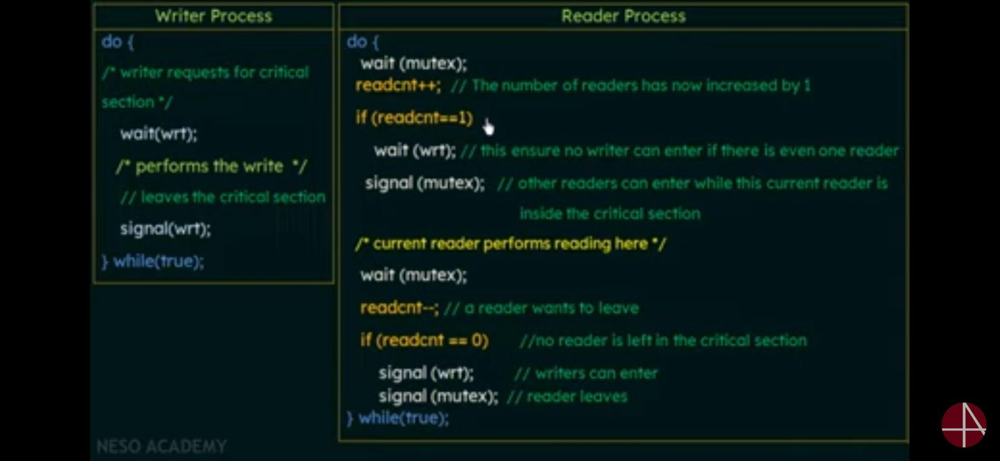 Writer Process
do {
/* writer requests for critical
section */
wait(wrt);
/* performs the write */
// leaves the critical section
signal(wrt);
} while(true);
Reader Process
do {
wait (mutex);
readcnt++; // The number of readers has now increased by 1
if (readcnt==1)
wait (wrt); // this ensure no writer can enter if there is even one reader
signal (mutex); // other readers can enter while this current reader is
inside the critical section
/* current reader performs reading here */
wait (mutex);
readcnt--; // a reader wants to leave
if (readcnt == 0) //no reader is left in the critical section
signal (wrt); // writers can enter
signal (mutex); // reader leaves
} while(true);
NESO ACADEMY